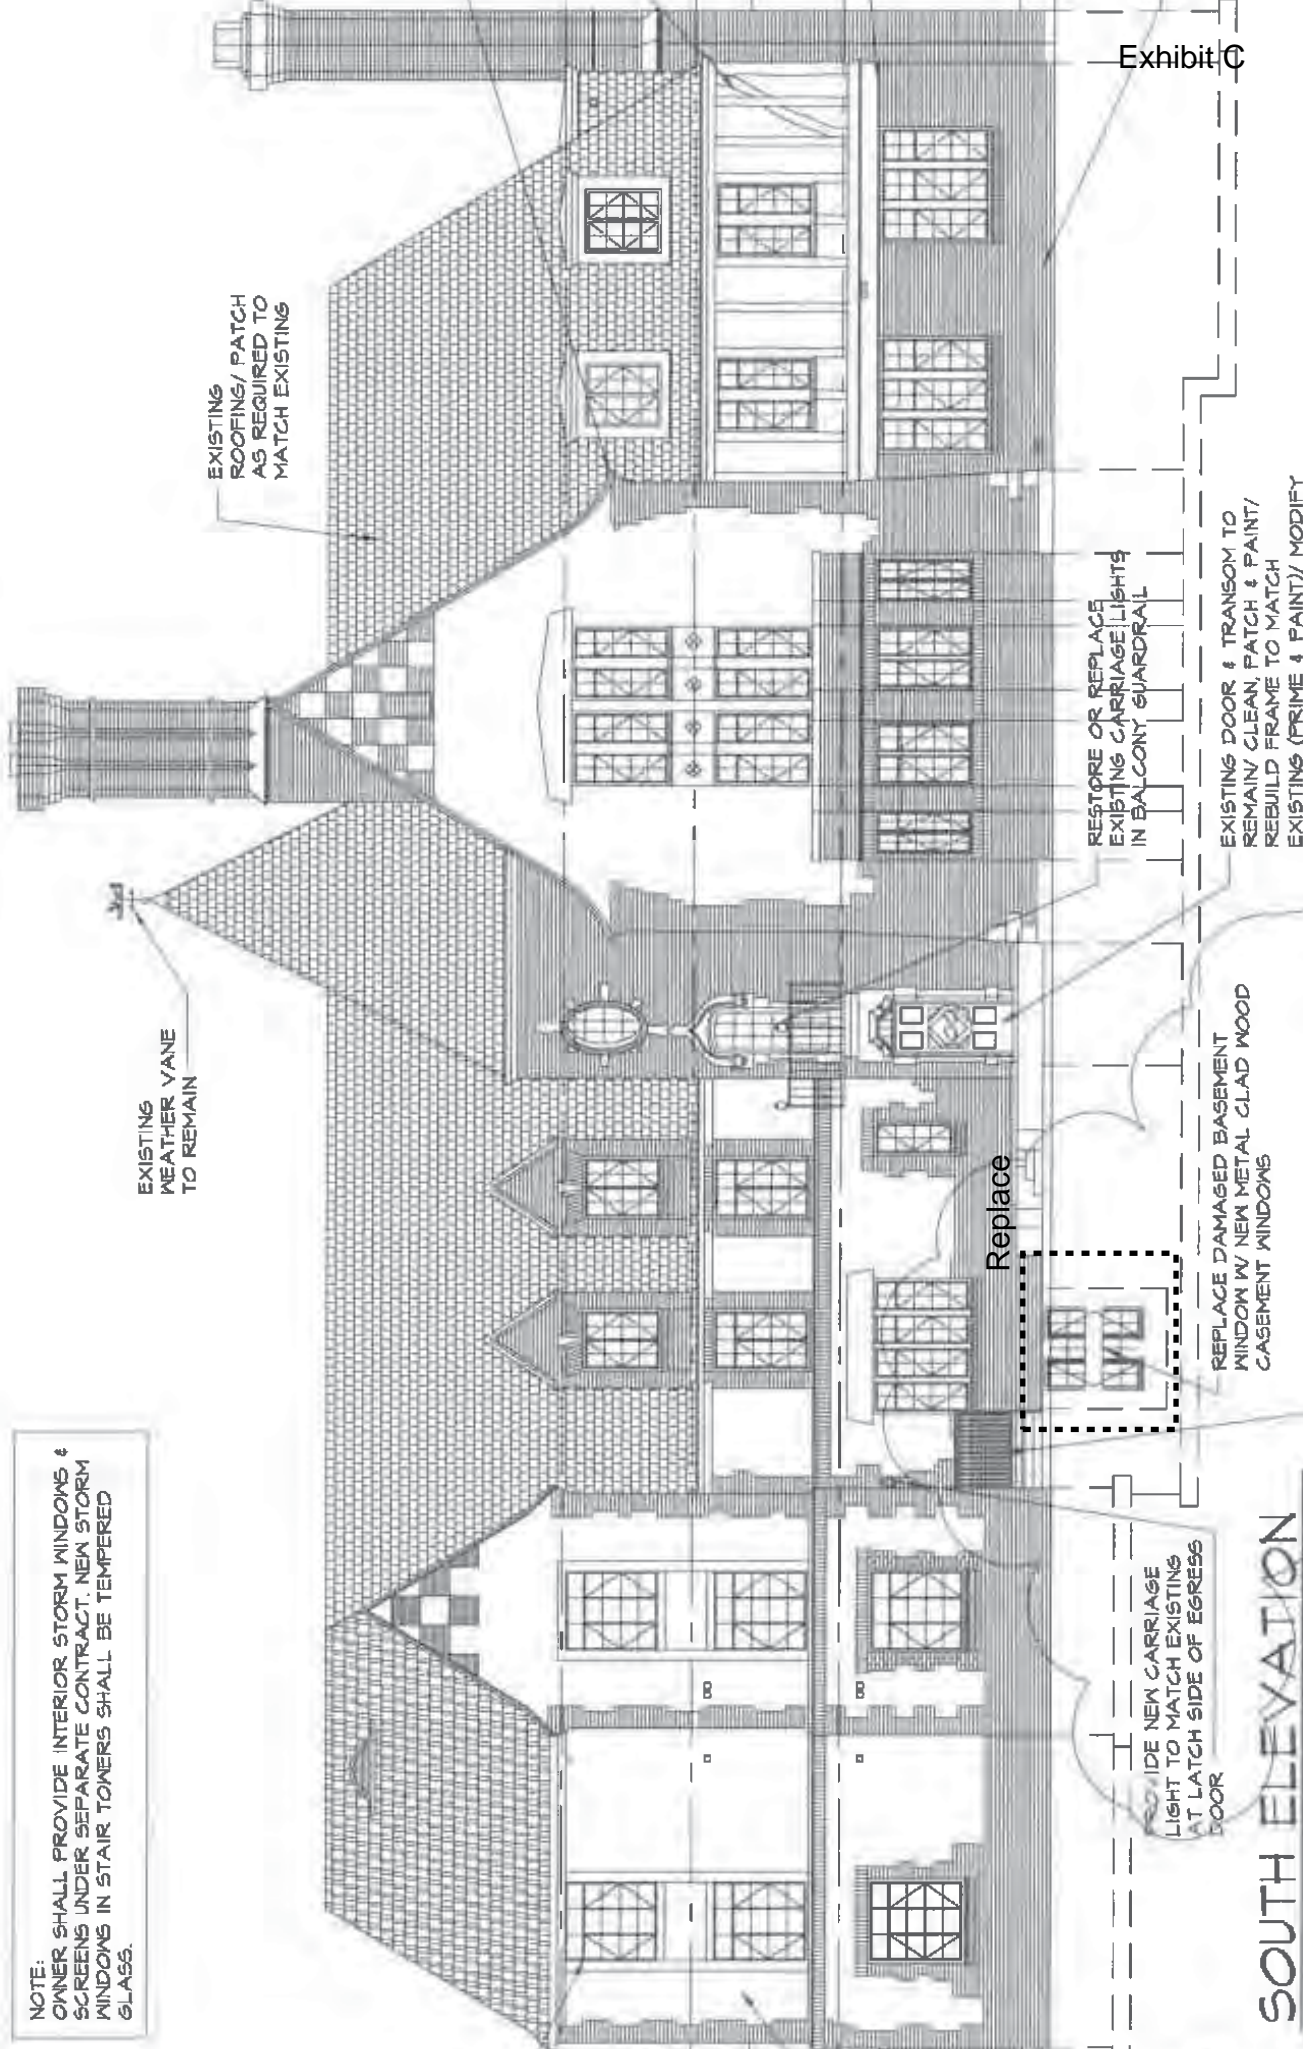 NOTE:
OWNER SHALL PROVIDE INTERIOR STORM WINDOWS &
SCREENS UNDER SEPARATE CONTRACT. NEW STORM
WINDOWS IN STAIR TOWERS SHALL BE TEMPERED
GLASS.
EXISTING
WEATHER VANE
TO REMAIN
EXISTING
ROOFING/ PATCH
AS REQUIRED TO
MATCH EXISTING
Replace
RESTORE OR REPLACE
EXISTING CARRIAGE LIGHTS
IN BALCONY GUARDRAIL
Exhibit C
PROVIDE NEW CARRIAGE
LIGHT TO MATCH EXISTING
AT LATCH SIDE OF EGRESS
DOOR
REPLACE DAMAGED BASEMENT
WINDOW W/ NEW METAL CLAD WOOD
CASEMENT WINDOWS
EXISTING DOOR & TRANSOM TO
REMAIN/ CLEAN, PATCH & PAINT/
REBUILD FRAME TO MATCH
EXISTING (PRIME & PAINT)/ MODIFY
SOUTH ELEVATION